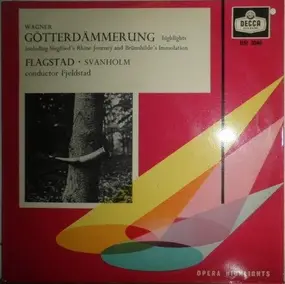 WAGNER
GÖTTERDÄMMERUNG highlights
including Siegfried's Rhine Journey and Brünnhilde's Immolation
FLAGSTAD · SVANHOLM
conductor Fjeldstad
DECCA
OPERA HIGHLIGHTS